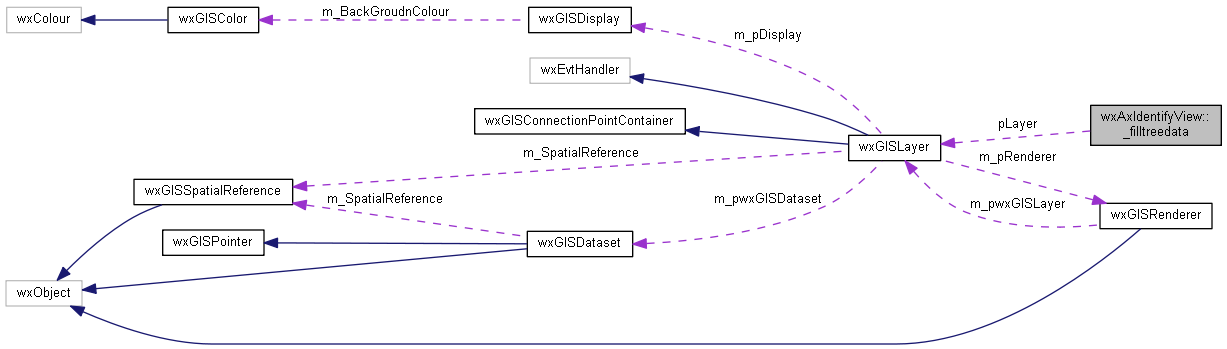 wxColour
wxGISColor
m_BackGroudnColour
wxGISDisplay
m_pDisplay
wxEvtHandler
wxGISConnectionPointContainer
wxAxIdentifyView::
_filltreedata
pLayer
wxGISLayer
m_SpatialReference
m_pRenderer
wxGISSpatialReference
m_SpatialReference
m_pwxGISDataset
m_pwxGISLayer
wxGISRenderer
wxGISPointer
wxGISDataset
wxObject